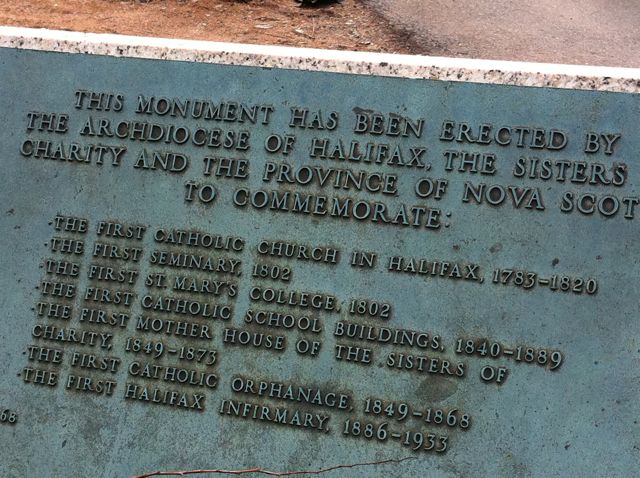 THIS MONUMENT HAS BEEN ERECTED BY
THE ARCHDIOCESE OF HALIFAX, THE SISTERS
CHARITY AND THE PROVINCE OF NOVA SCOT
TO COMMEMORATE:
·THE FIRST CATHOLIC CHURCH IN HALIFAX, 1783-1820
·THE FIRST SEMINARY, 1802
·THE FIRST ST. MARY'S COLLEGE, 1802
·THE FIRST CATHOLIC SCHOOL BUILDINGS, 1840-1889
·THE FIRST MOTHER HOUSE OF THE SISTERS OF
CHARITY, 1849-1873
·THE FIRST CATHOLIC ORPHANAGE, 1849-1868
·THE FIRST HALIFAX INFIRMARY, 1886-1933
68